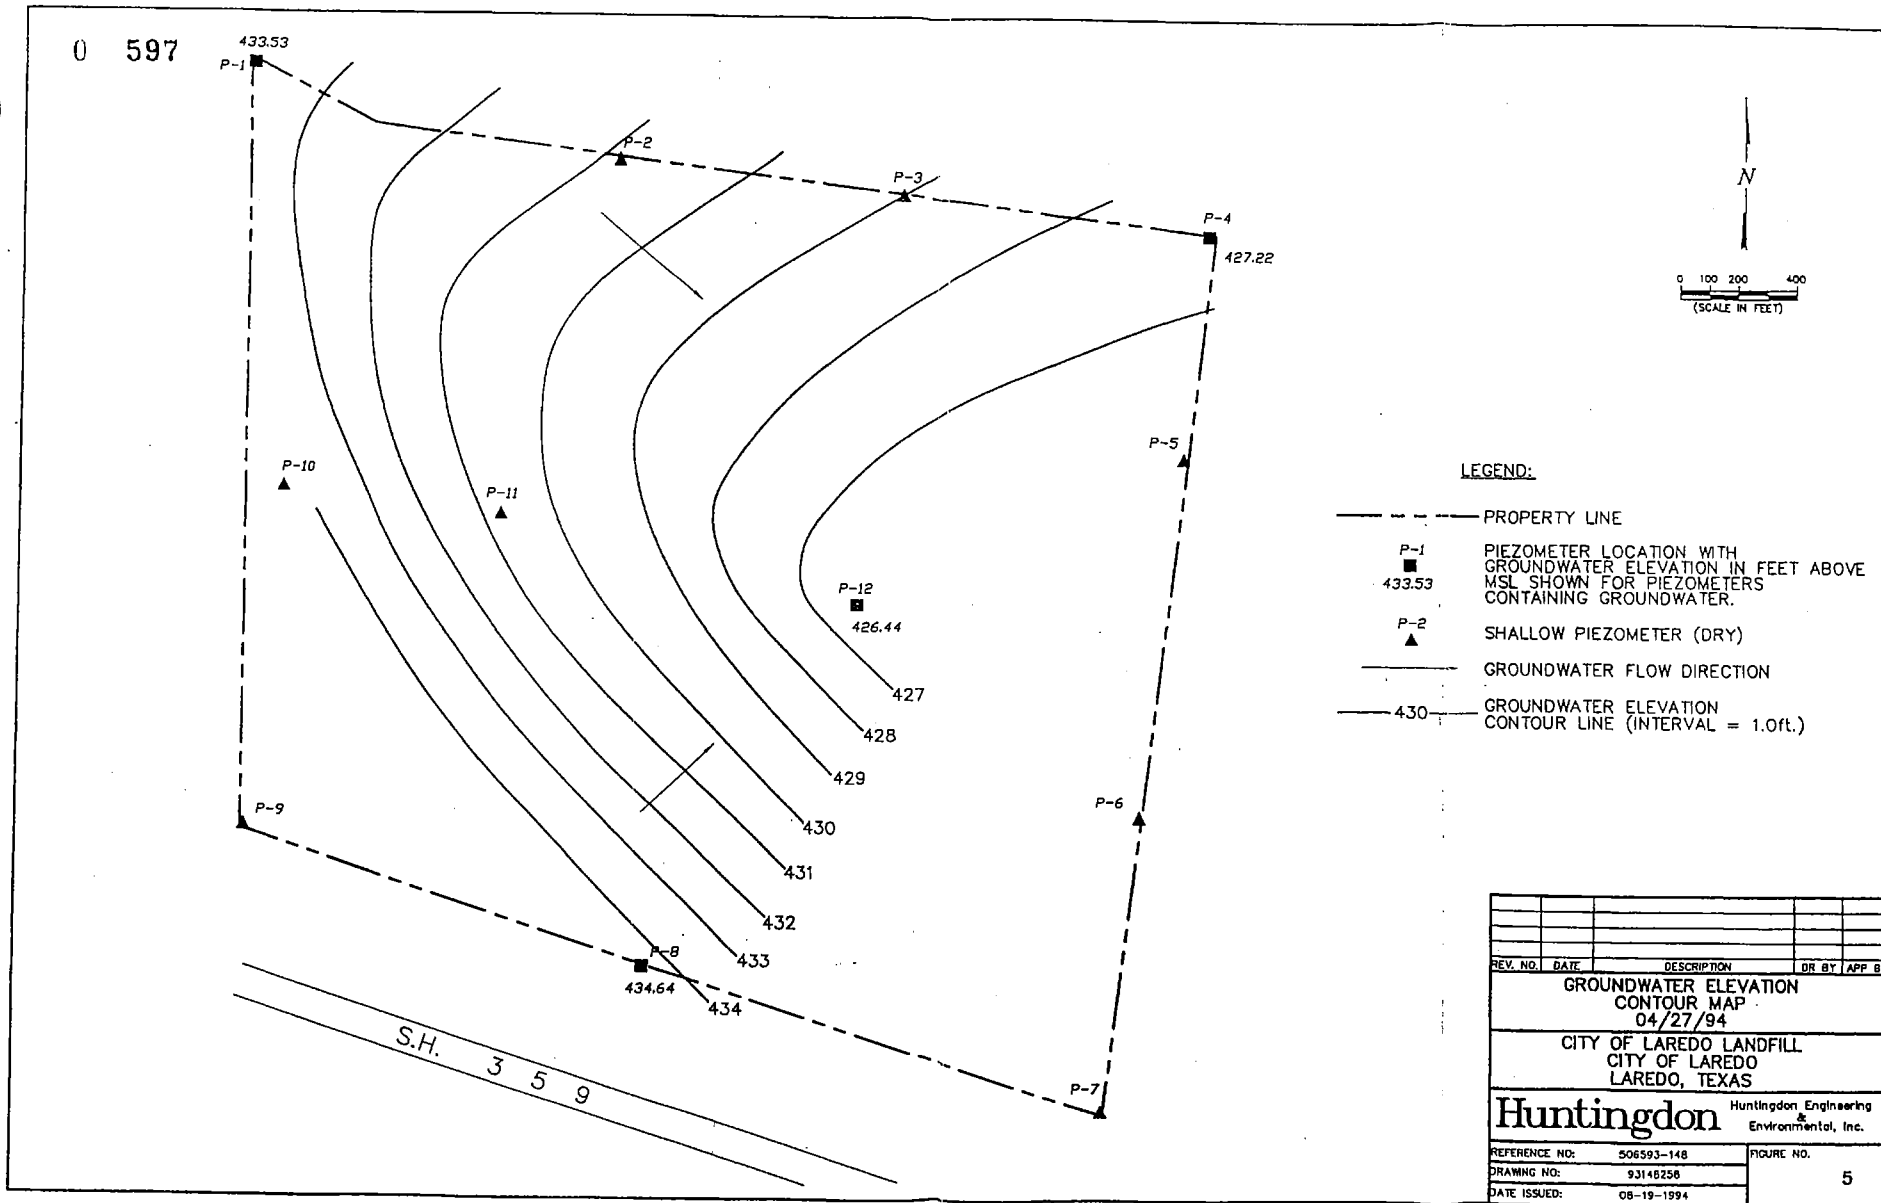 0 597
433.53
P-1
P-2
P-3
P-4
427.22
N
0 100 200 400
(SCALE IN FEET)
P-5
P-10
P-11
P-12
426.44
427
428
429
430
431
432
433
434
P-6
P-9
P-8
434.64
P-7
S.H. 359
LEGEND:
PROPERTY LINE
P-1
433.53
PIEZOMETER LOCATION WITH
GROUNDWATER ELEVATION IN FEET ABOVE
MSL SHOWN FOR PIEZOMETERS
CONTAINING GROUNDWATER.
P-2
SHALLOW PIEZOMETER (DRY)
GROUNDWATER FLOW DIRECTION
430
GROUNDWATER ELEVATION
CONTOUR LINE (INTERVAL = 1.0ft.)
REV. NO. DATE DESCRIPTION DR BY APP B
GROUNDWATER ELEVATION
CONTOUR MAP
04/27/94
CITY OF LAREDO LANDFILL
CITY OF LAREDO
LAREDO, TEXAS
Huntingdon
Huntingdon Engineering
&
Environmental, Inc.
REFERENCE NO: 506593-148
DRAWING NO: 93148258
DATE ISSUED: 08-19-1994
FIGURE NO.
5